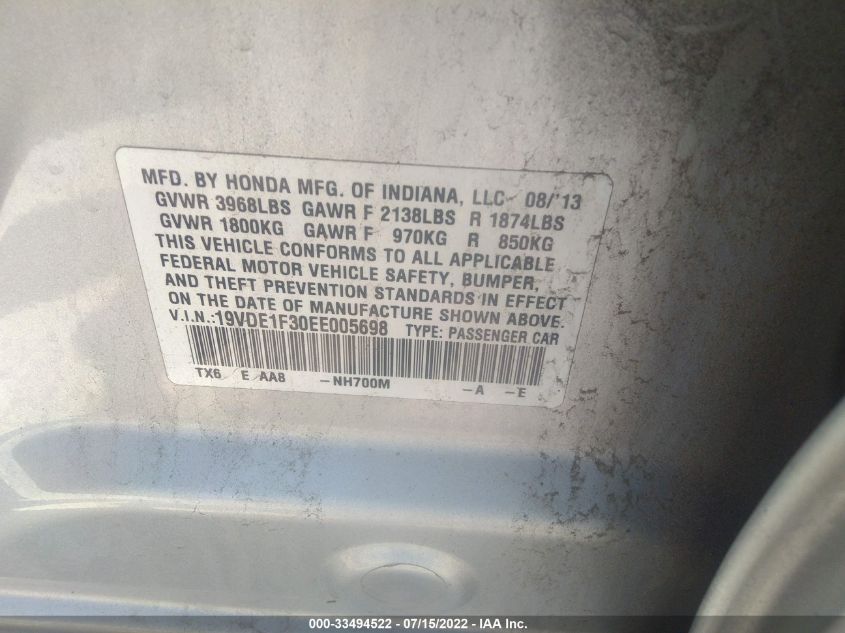 MFD. BY HONDA MFG. OF INDIANA, LLC 08/'13
GVWR 3968LBS GAWR F 2138LBS R 1874LBS
GVWR 1800KG GAWR F 970KG R 850KG
THIS VEHICLE CONFORMS TO ALL APPLICABLE
FEDERAL MOTOR VEHICLE SAFETY, BUMPER,
AND THEFT PREVENTION STANDARDS IN EFFECT
ON THE DATE OF MANUFACTURE SHOWN ABOVE.
V.I.N.:19VDE1F30EE005698 TYPE: PASSENGER CAR
TX6 E AA8 -NH700M -A -E
000-33494522 - 07/15/2022 - IAA Inc.